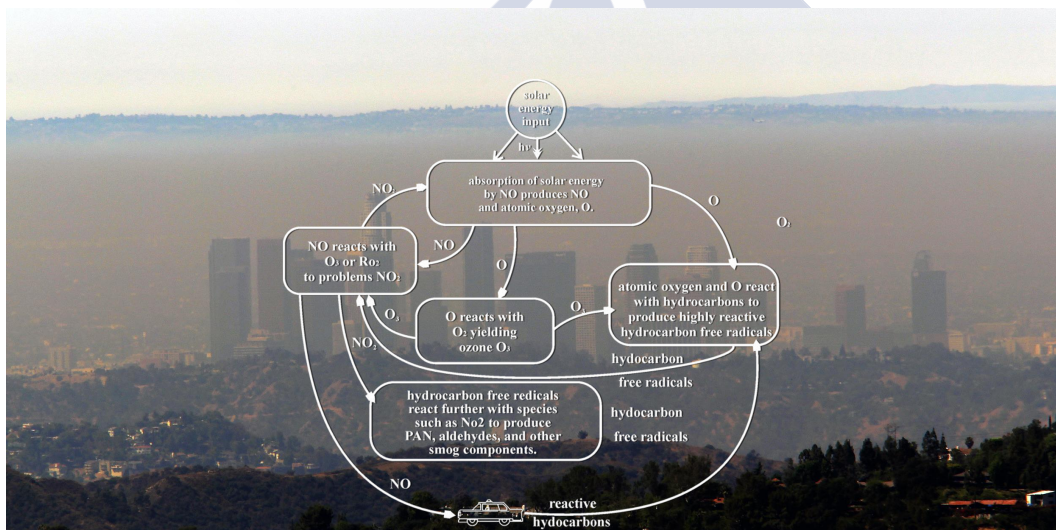 solar
energy
input
hν
absorption of solar energy
by NO produces NO
and atomic oxygen, O.
NO₂
O
O₂
NO
O
NO reacts with
O₃ or Ro₂
to problems NO₂
atomic oxygen and O react
with hydrocarbons to
produce highly reactive
hydrocarbon free radicals
O reacts with
O₂ yielding
ozone O₃
O₃
O₃
NO₂
hydocarbon
free radicals
hydrocarbon free redicals
react further with species
such as No2 to produce
PAN, aldehydes, and other
smog components.
hydocarbon
free radicals
NO
reactive
hydocarbons